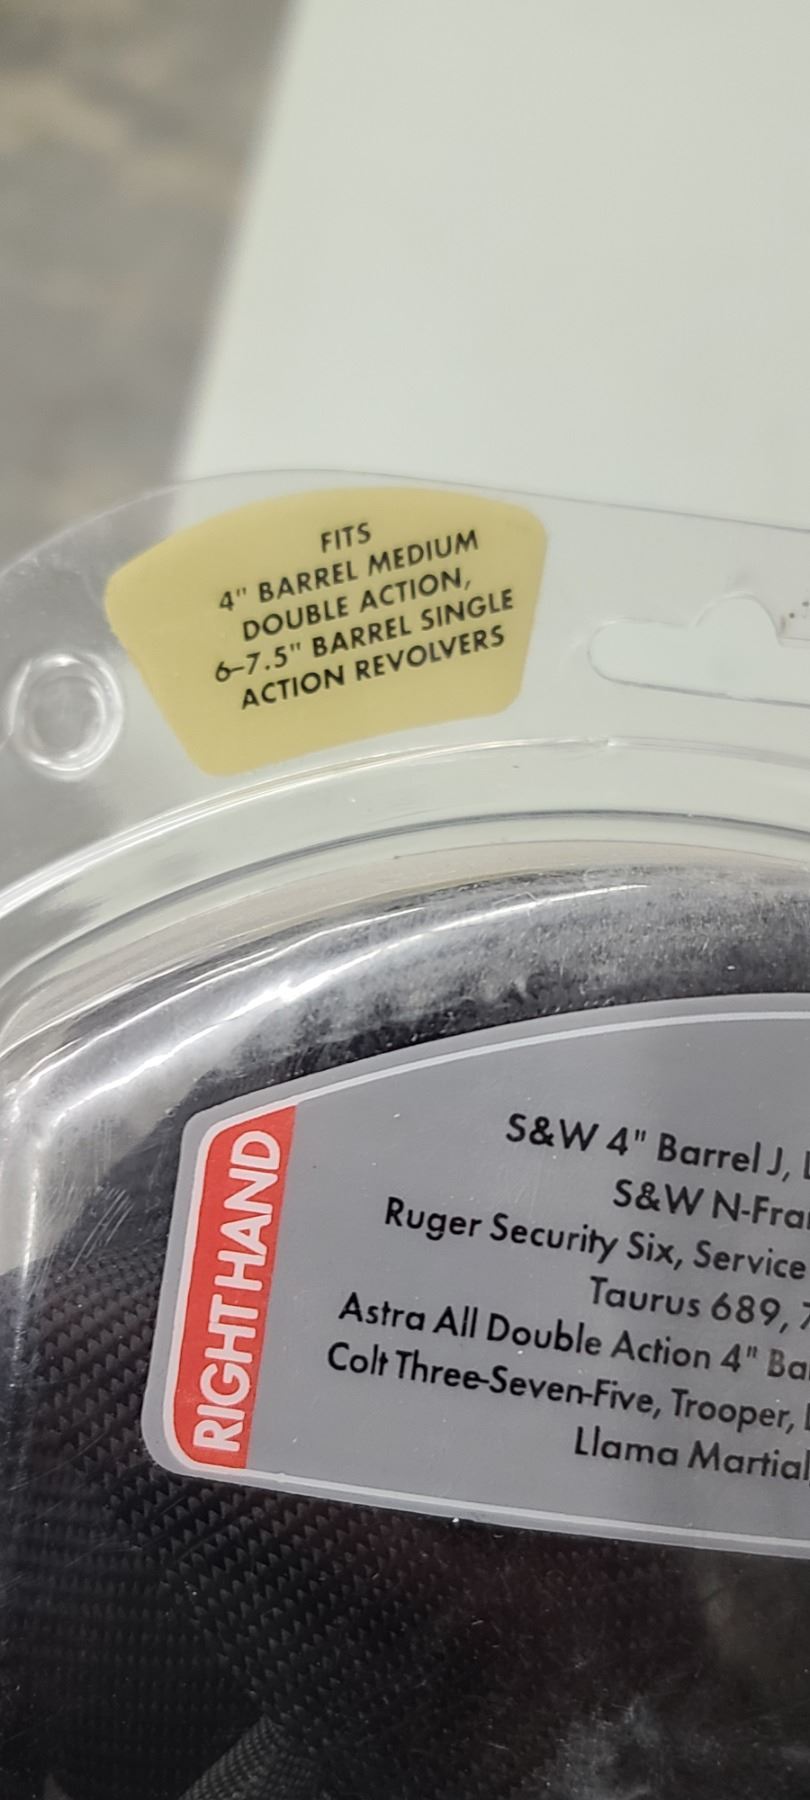 FITS
4" BARREL MEDIUM
DOUBLE ACTION,
6–7.5" BARREL SINGLE
ACTION REVOLVERS
RIGHT HAND
S&W 4" Barrel J,
S&W N-Fra
Ruger Security Six, Service
Taurus 689,
Astra All Double Action 4" Ba
Colt Three-Seven-Five, Trooper,
Llama Martial